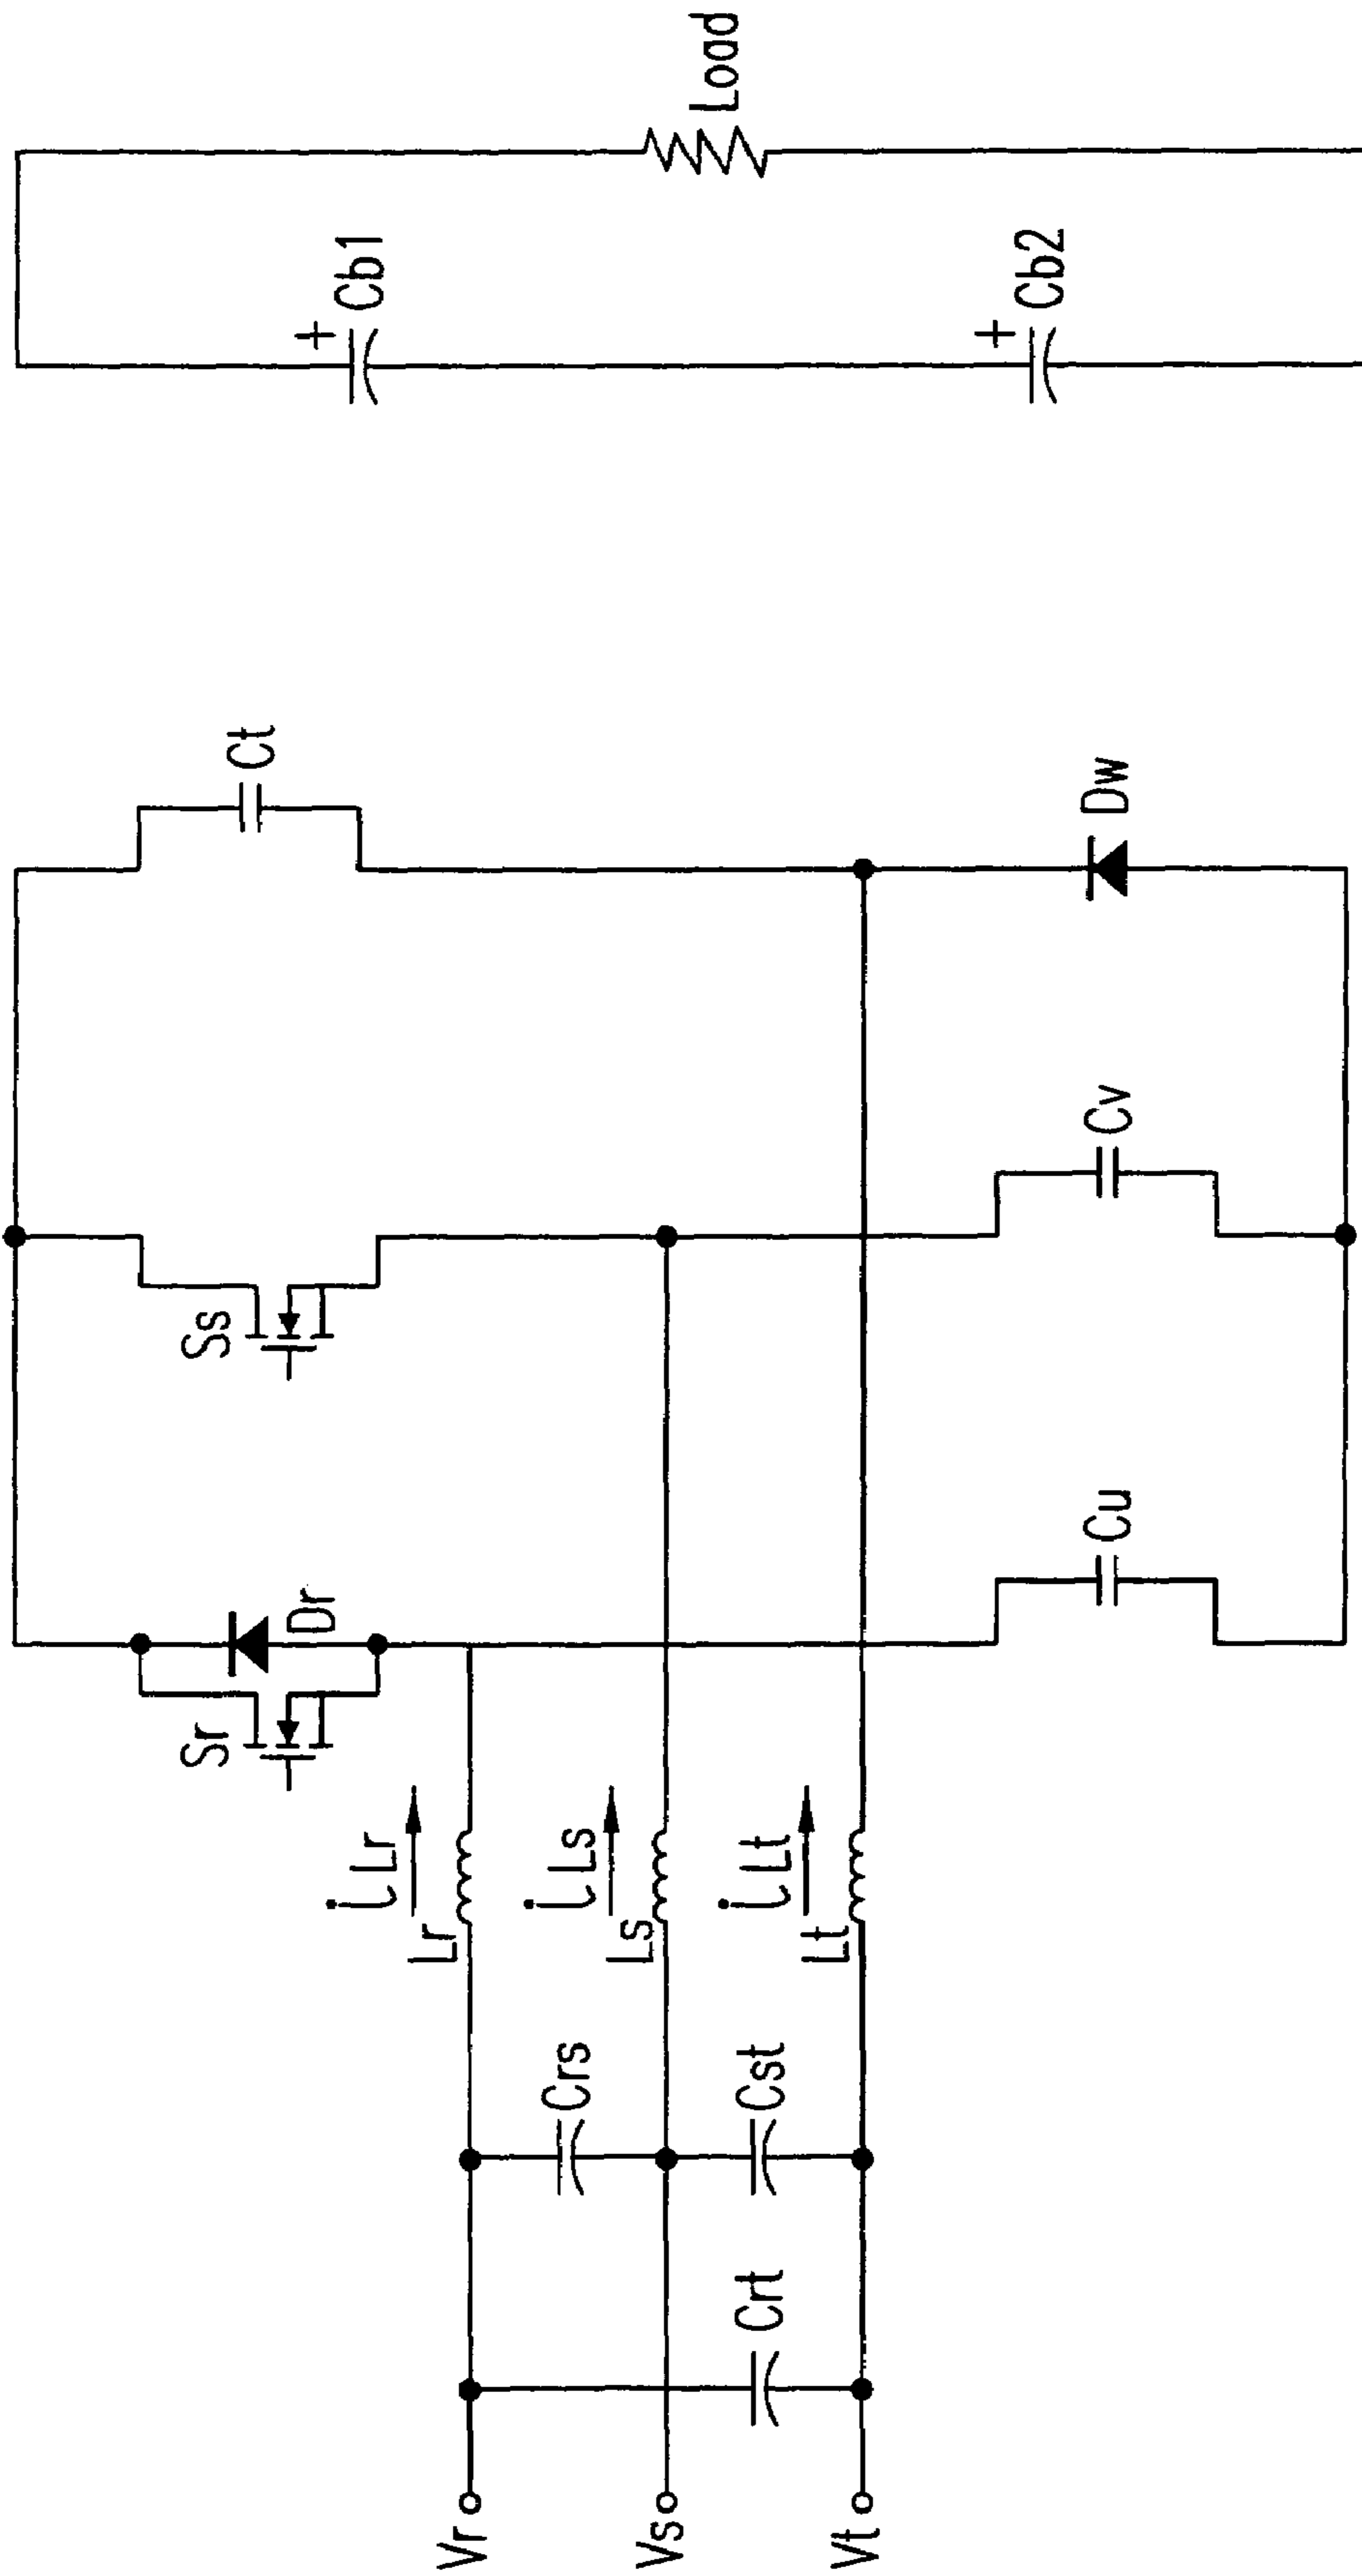 Vr
Vs
Vt
Crt
Crs
Cst
Lr
Ls
Lt
iLr
iLs
iLt
Sr
Dr
Cu
Ss
Cv
Ct
Dw
+
Cb1
+
Cb2
Load